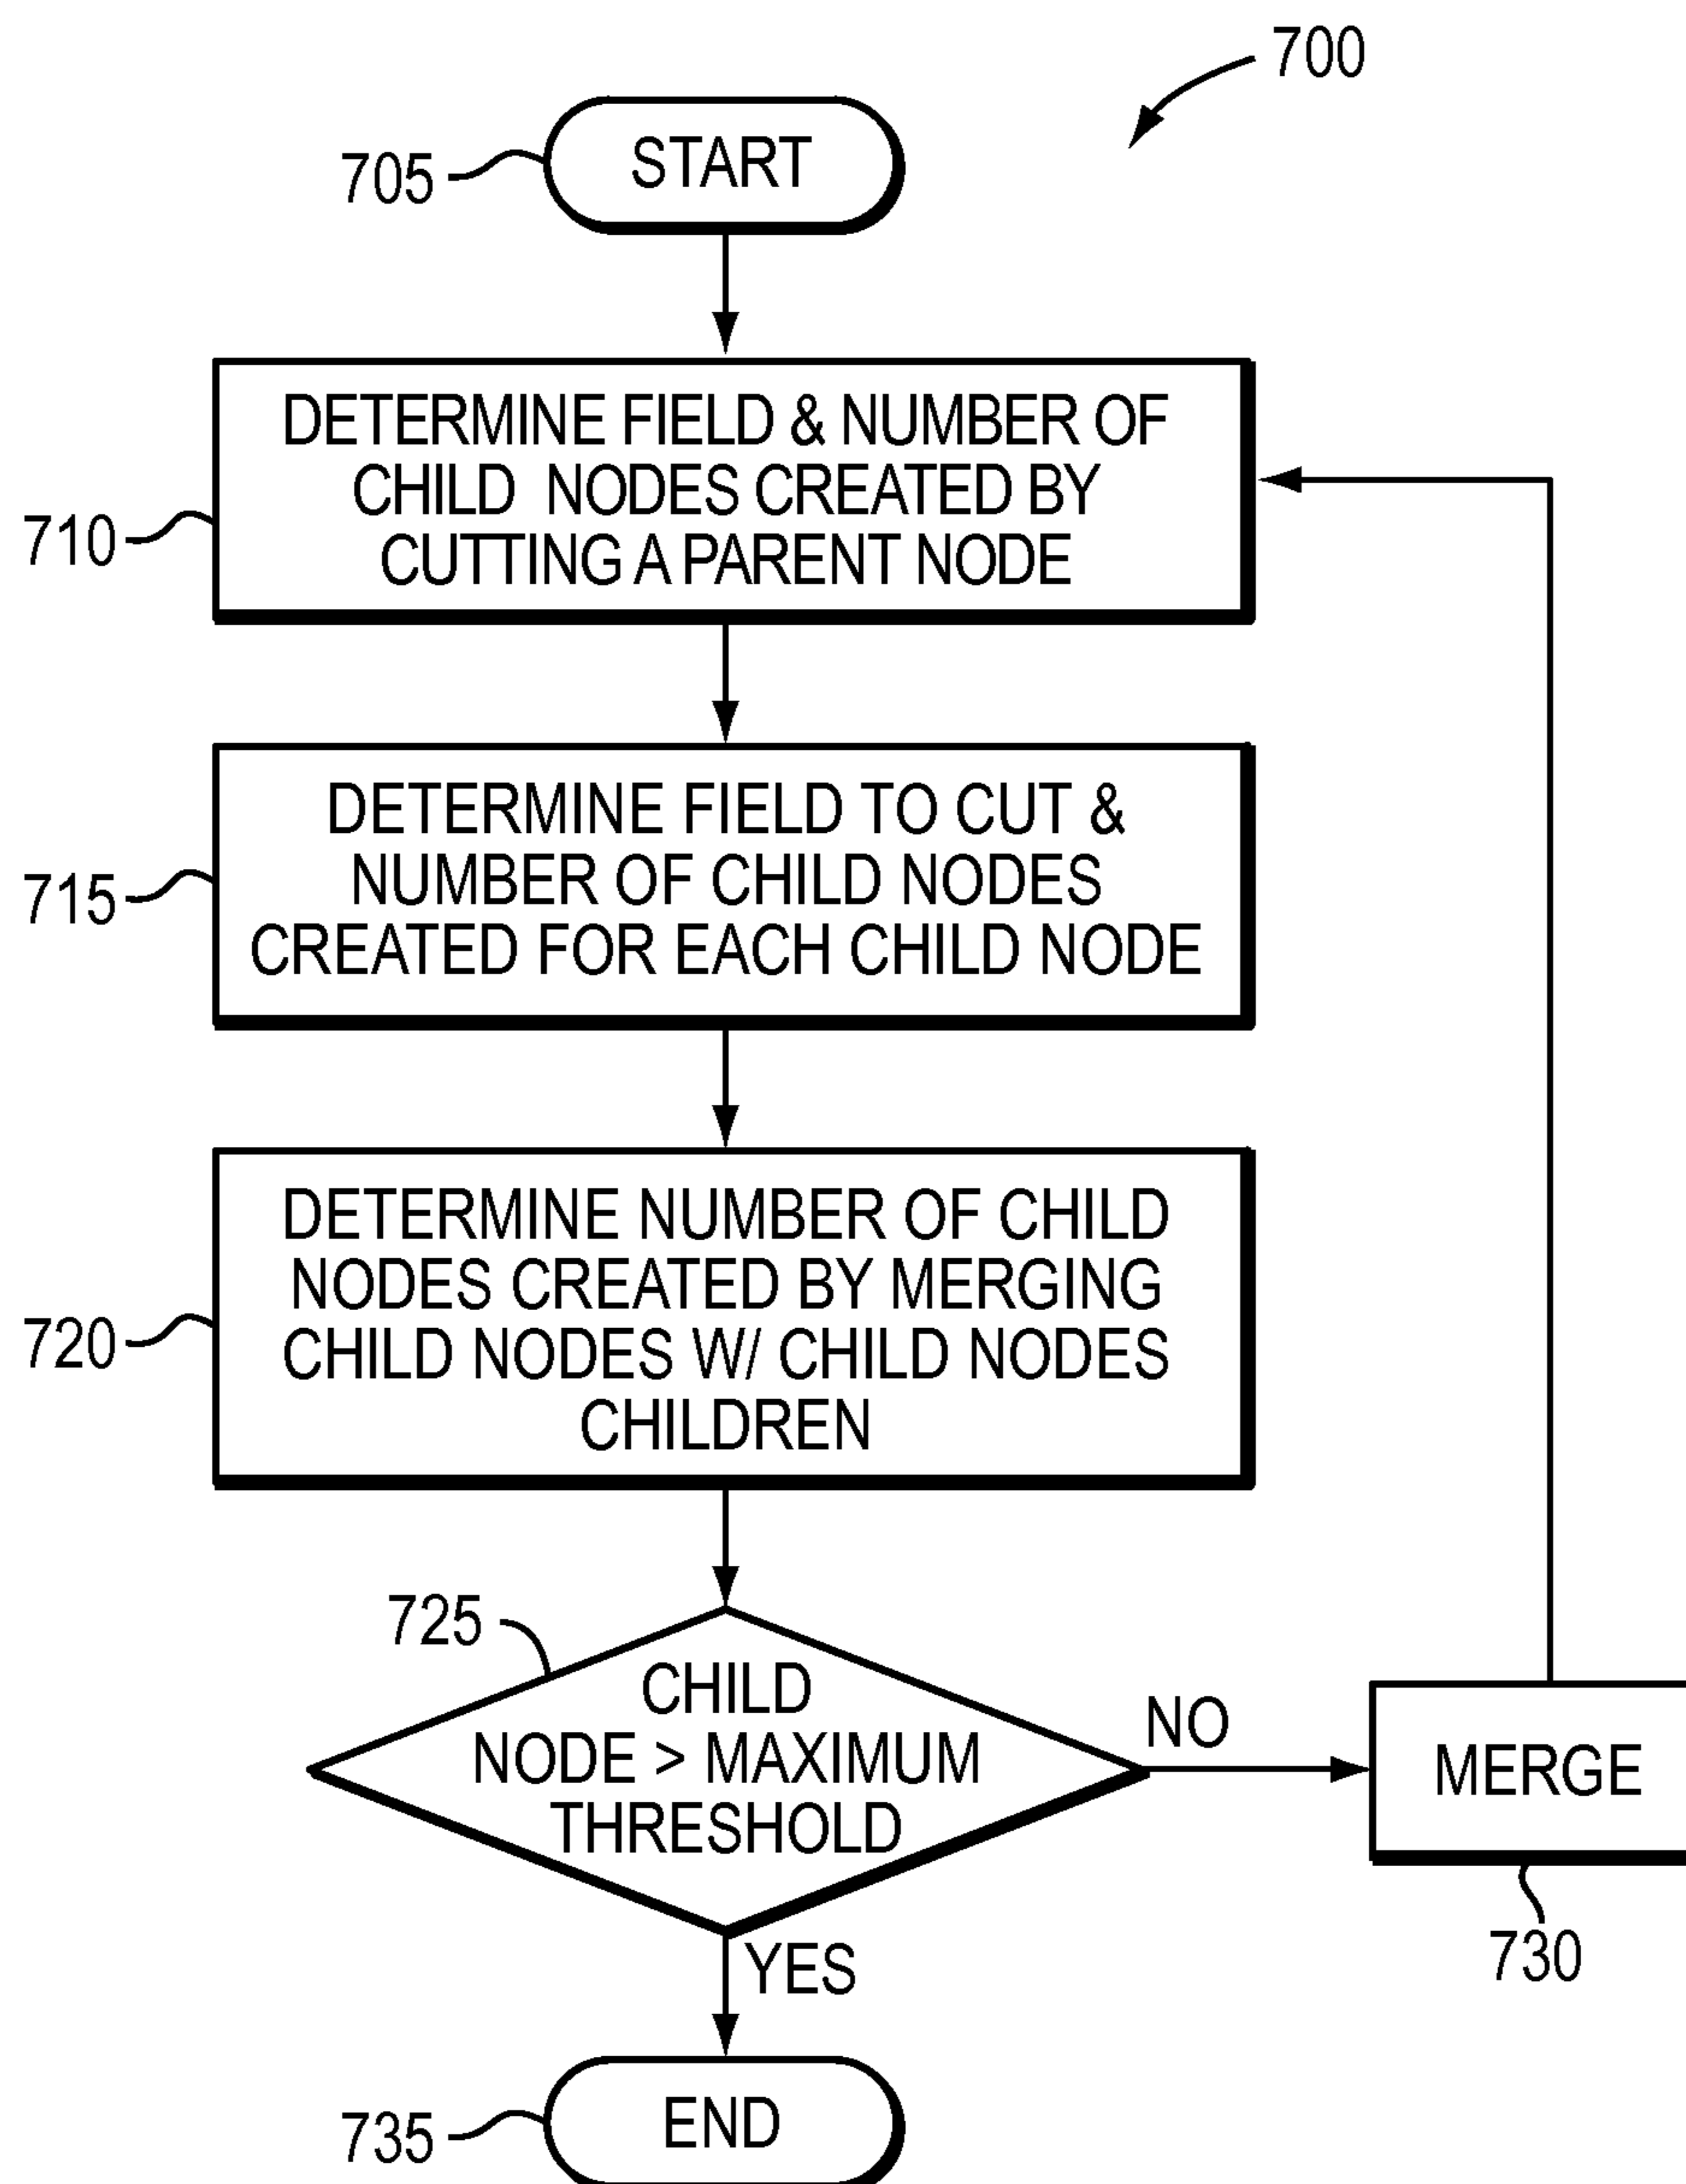 700
705
START
DETERMINE FIELD & NUMBER OF
CHILD NODES CREATED BY
CUTTING A PARENT NODE
710
DETERMINE FIELD TO CUT &
NUMBER OF CHILD NODES
CREATED FOR EACH CHILD NODE
715
DETERMINE NUMBER OF CHILD
NODES CREATED BY MERGING
CHILD NODES W/ CHILD NODES
CHILDREN
720
725
CHILD
NODE > MAXIMUM
THRESHOLD
NO
MERGE
730
YES
735
END